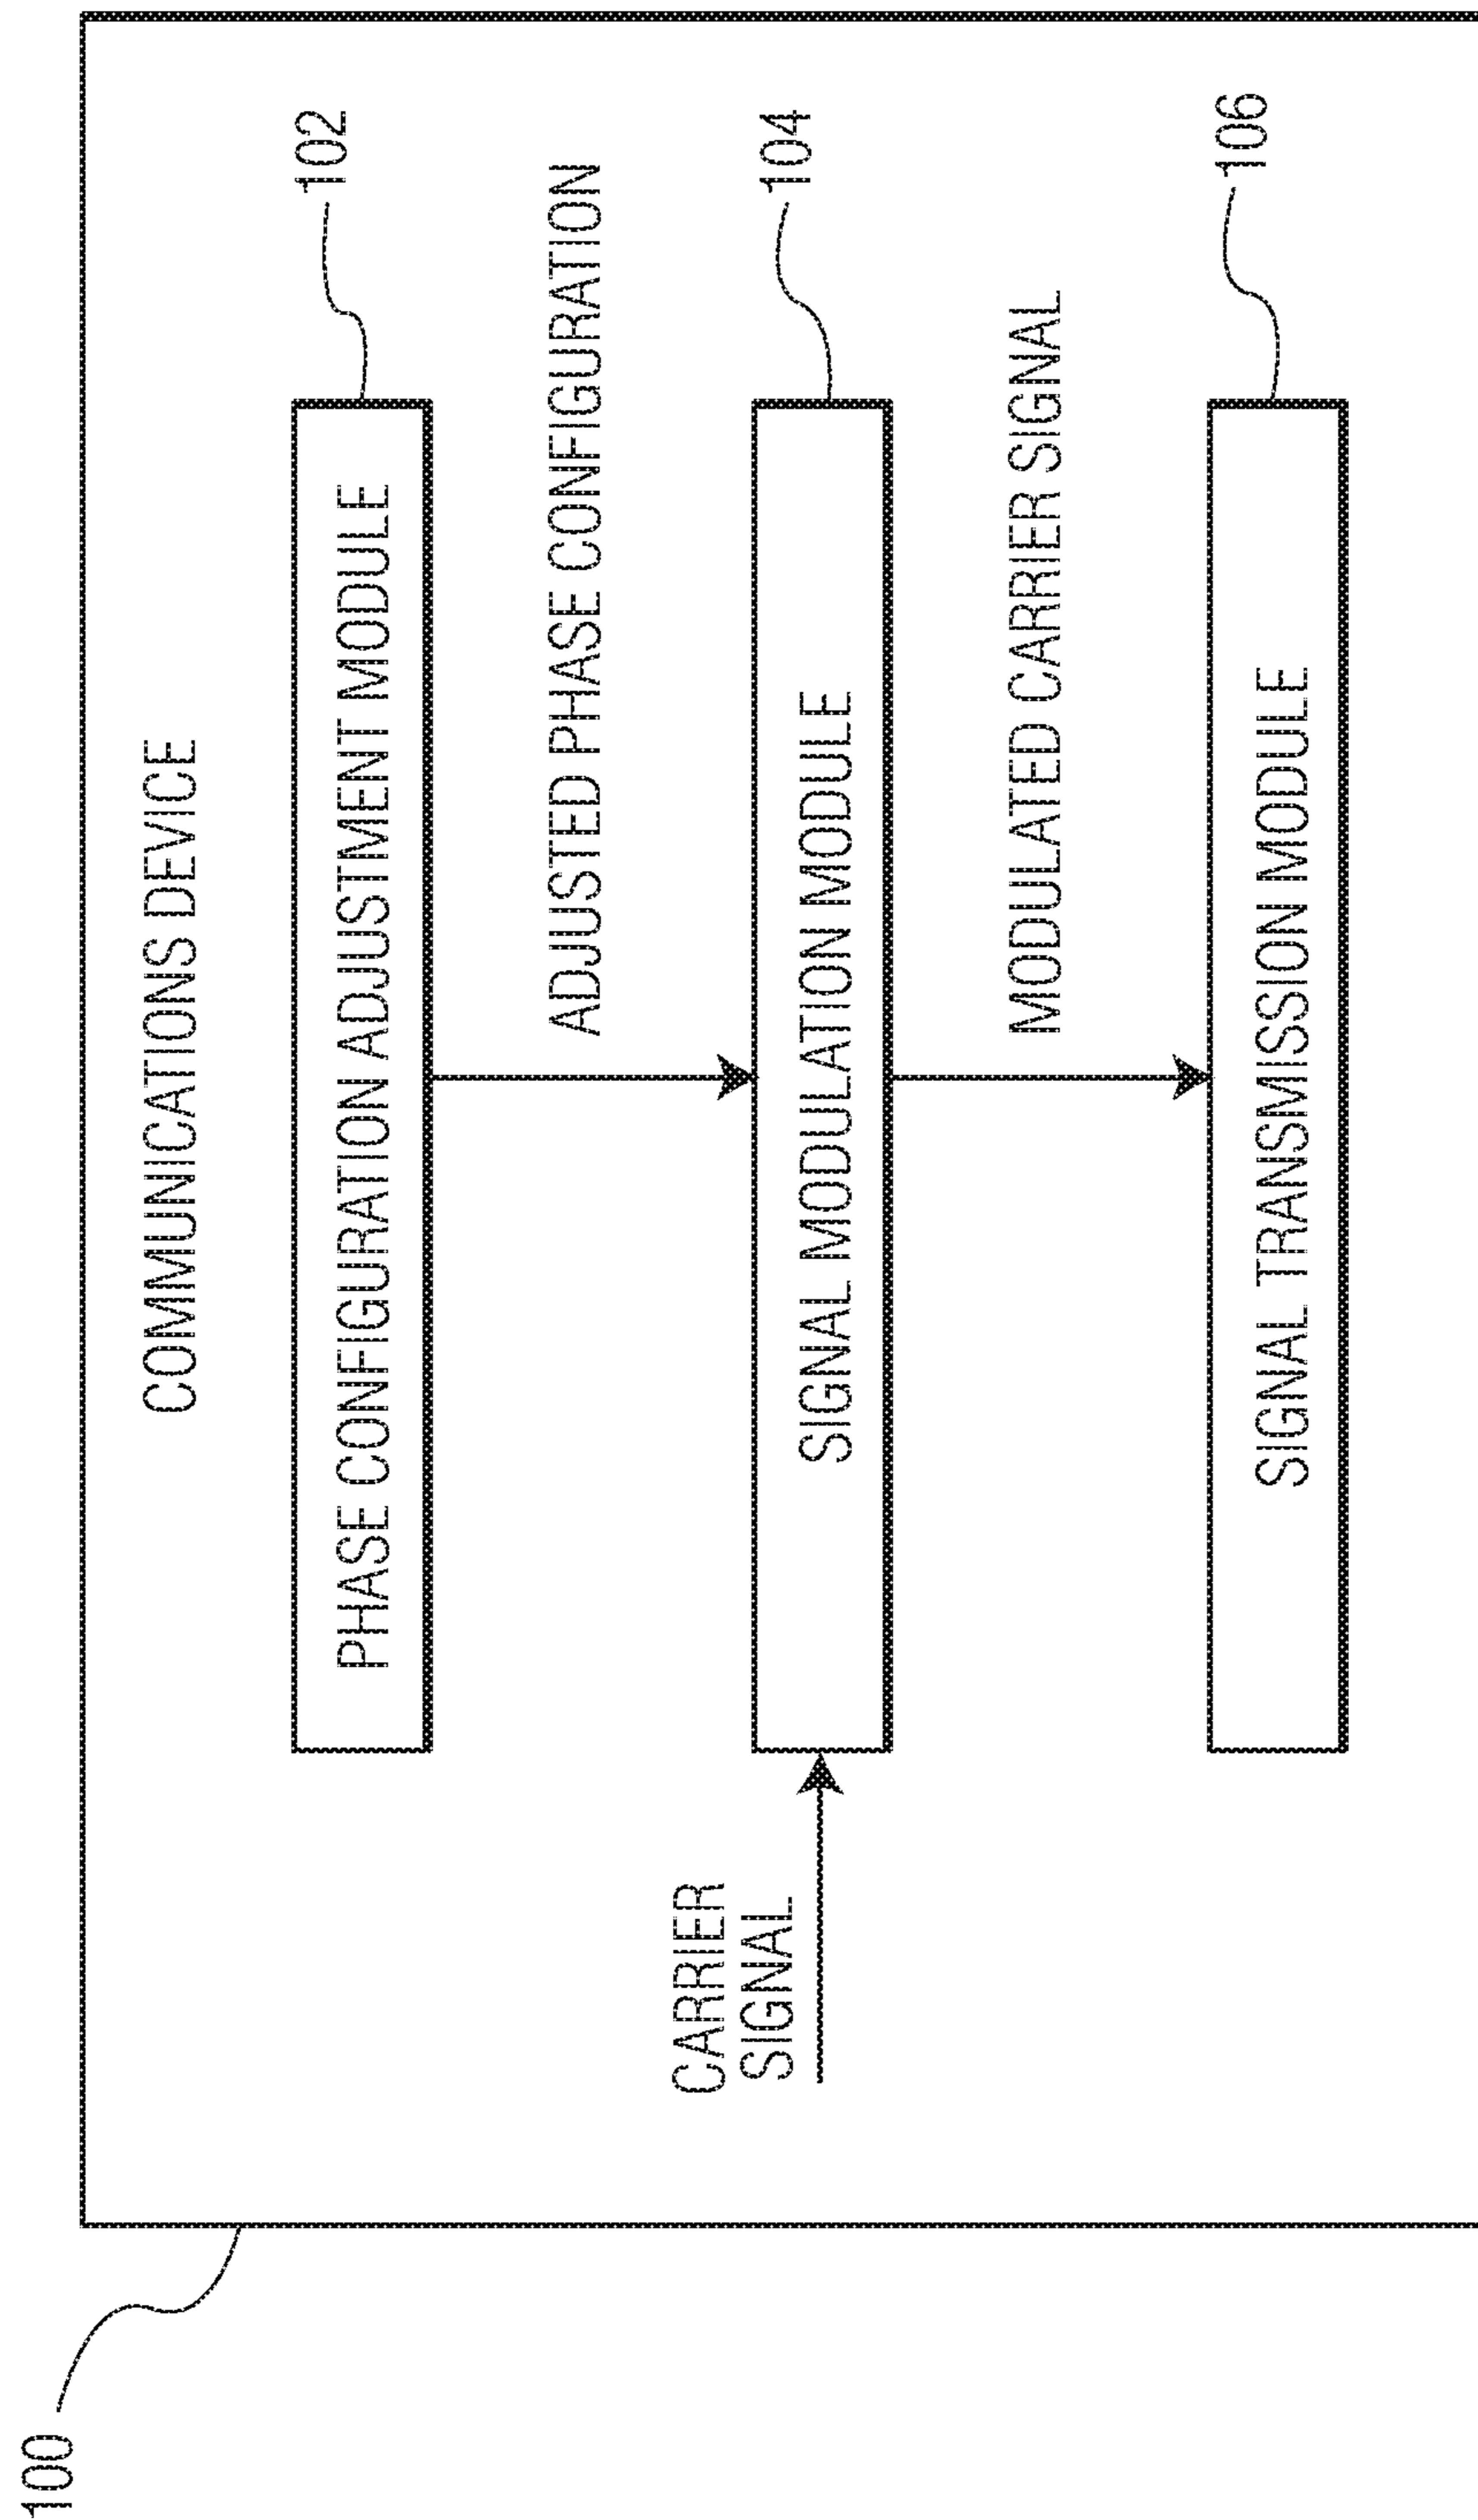 100
COMMUNICATIONS DEVICE
PHASE CONFIGURATION ADJUSTMENT MODULE
102
ADJUSTED PHASE CONFIGURATION
CARRIER
SIGNAL
SIGNAL MODULATION MODULE
104
MODULATED CARRIER SIGNAL
SIGNAL TRANSMISSION MODULE
106